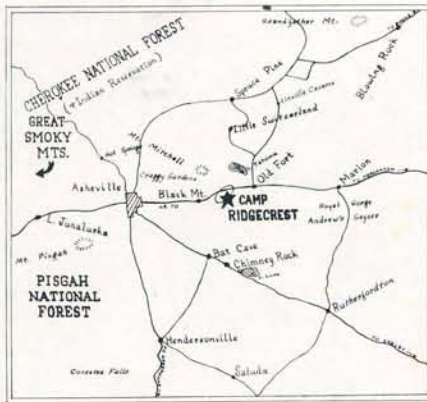 Grandfather Mt.
Blowing Rock
CHEROKEE NATIONAL FOREST
(+ Indian Reservation)
Spruce Pine
Linville Caverns
GREAT
SMOKY
MTS.
Little Switzerland
Hot Springs
Mt. Mitchell
Craggy Gardens
Old Fort
Marion
Asheville
Black Mt.
CAMP
RIDGECREST
Royal Gorge
Andrew's Geyser
L. Junaluska
Mt. Pisgah
Bat Cave
Chimney Rock
PISGAH
NATIONAL
FOREST
Rutherfordton
Hendersonville
Saluda
Falls